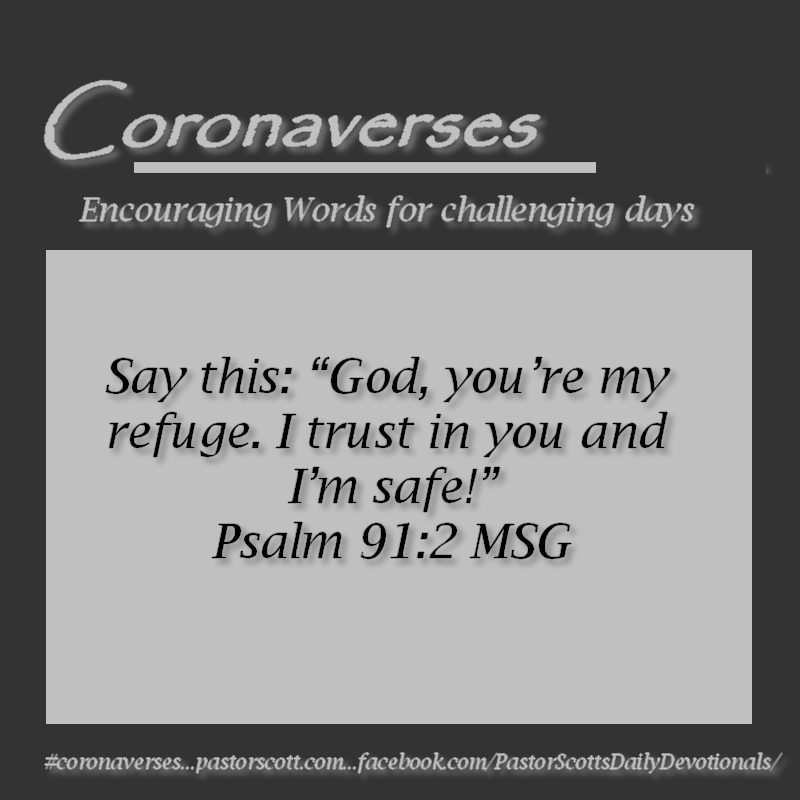 Coronaverses
Encouraging Words for challenging days
Say this: “God, you’re my
refuge. I trust in you and
I’m safe!”
Psalm 91:2 MSG
#coronaverses...pastorscott.com...facebook.com/PastorScottsDailyDevotionals/